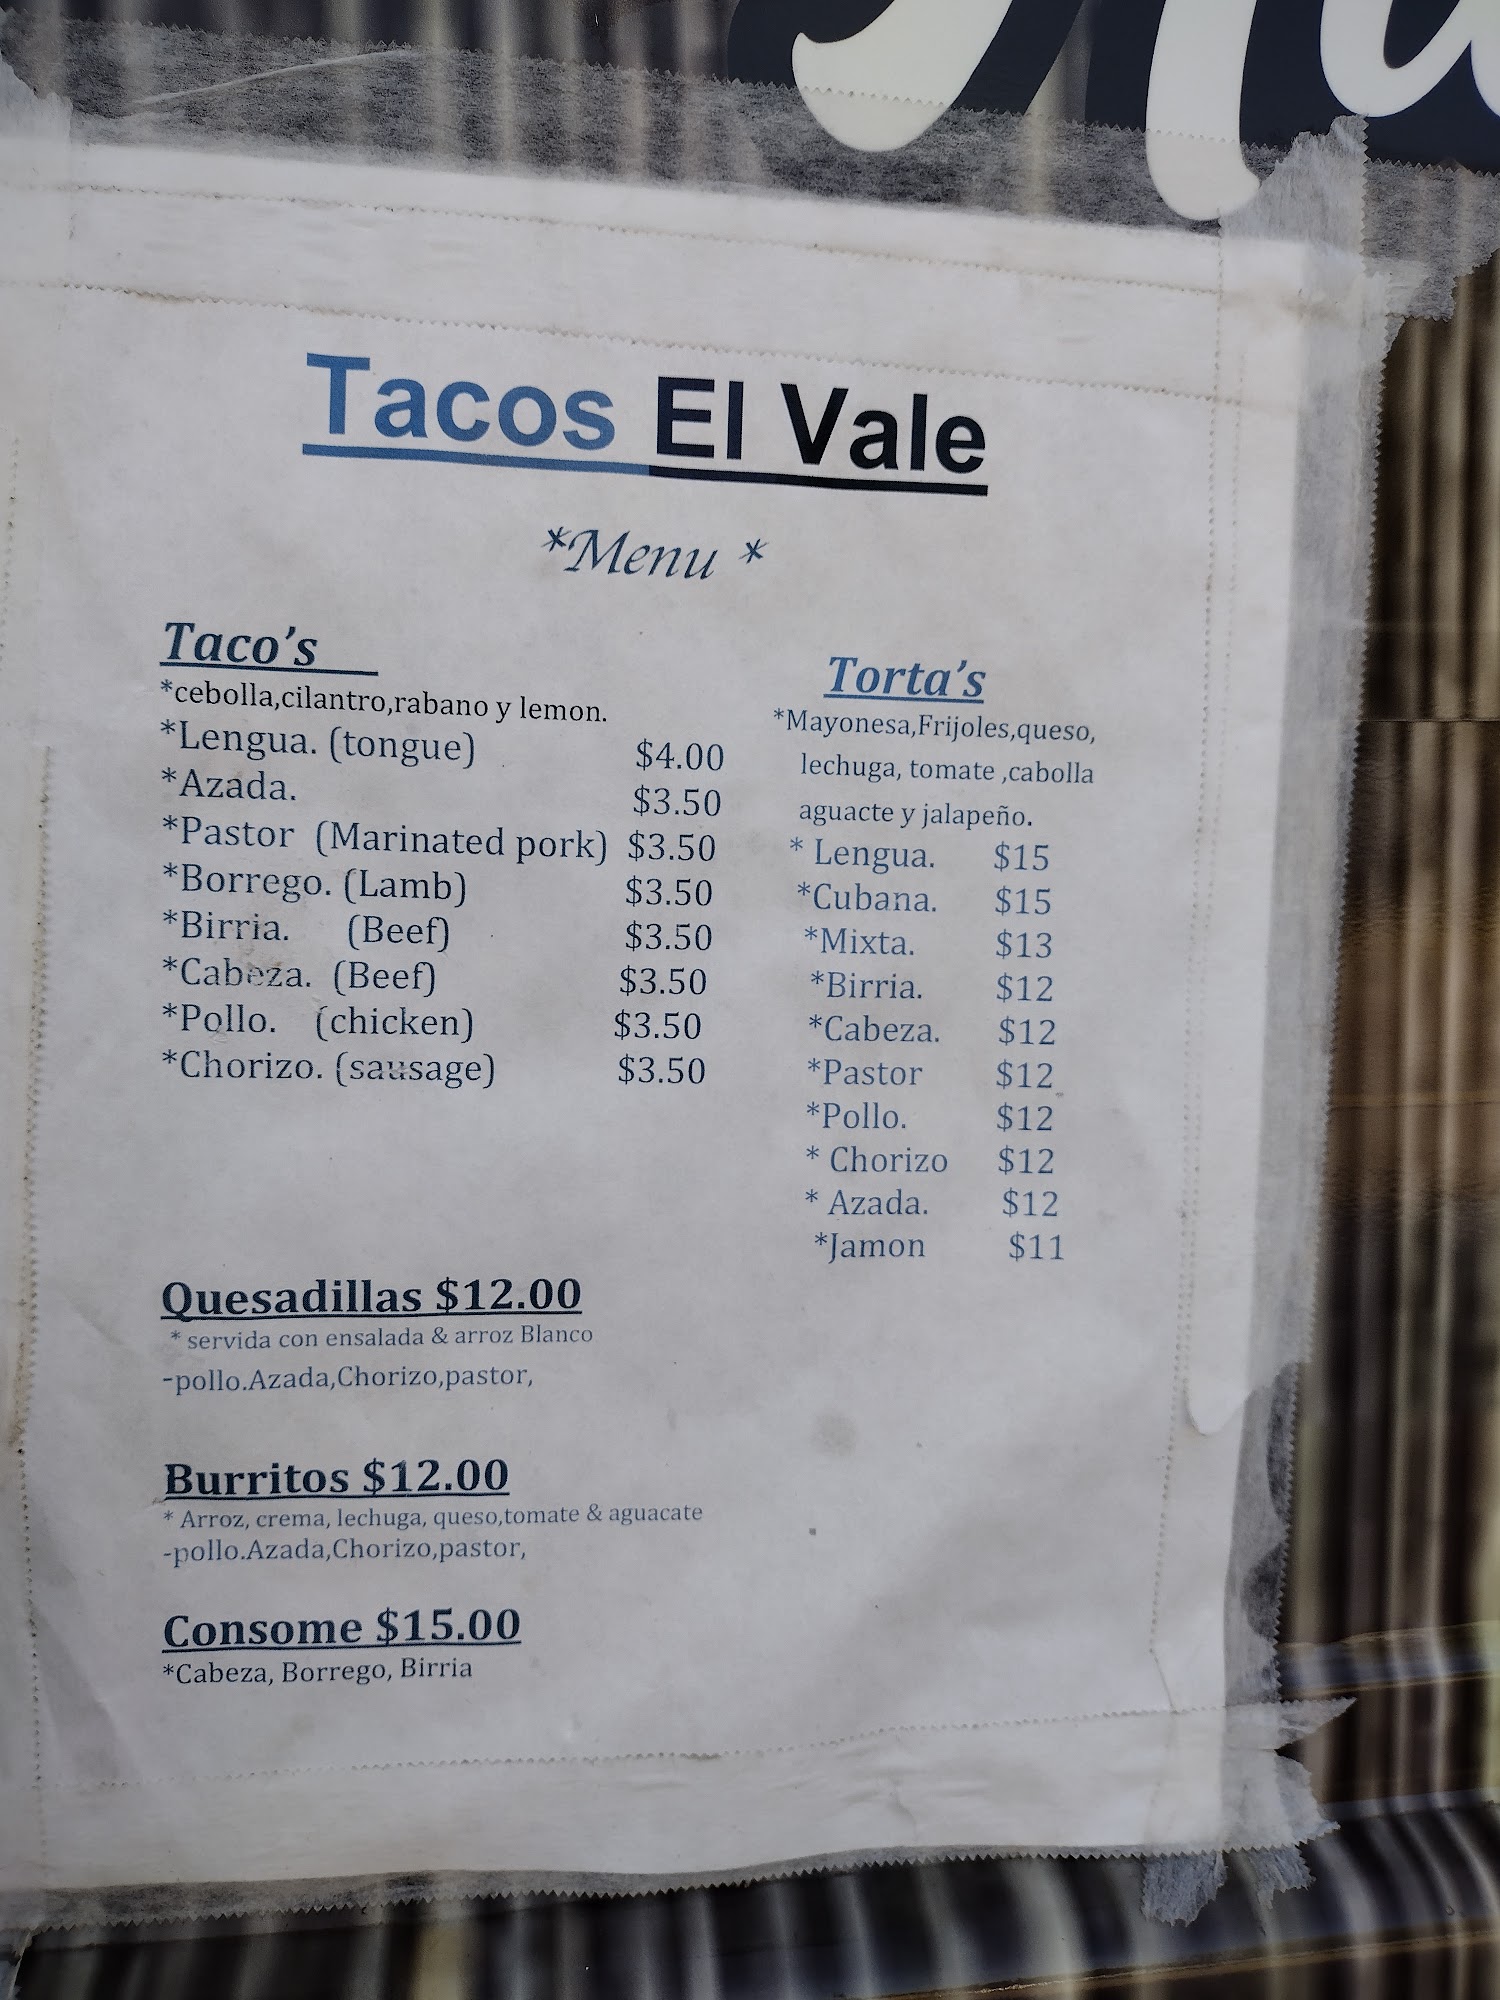 Tacos El Vale
*Menu *
Taco's
*cebolla,cilantro,rabano y lemon.
*Lengua. (tongue) $4.00
*Azada. $3.50
*Pastor (Marinated pork) $3.50
*Borrego. (Lamb) $3.50
*Birria. (Beef) $3.50
*Cabeza. (Beef) $3.50
*Pollo. (chicken) $3.50
*Chorizo. (sausage) $3.50
Torta's
*Mayonesa,Frijoles,queso,
lechuga, tomate ,cabolla
aguacte y jalapeño.
* Lengua. $15
*Cubana. $15
*Mixta. $13
*Birria. $12
*Cabeza. $12
*Pastor $12
*Pollo. $12
* Chorizo $12
* Azada. $12
*Jamon $11
Quesadillas $12.00
* servida con ensalada & arroz Blanco
-pollo.Azada,Chorizo,pastor,
Burritos $12.00
* Arroz, crema, lechuga, queso,tomate & aguacate
-pollo.Azada,Chorizo,pastor,
Consome $15.00
*Cabeza, Borrego, Birria